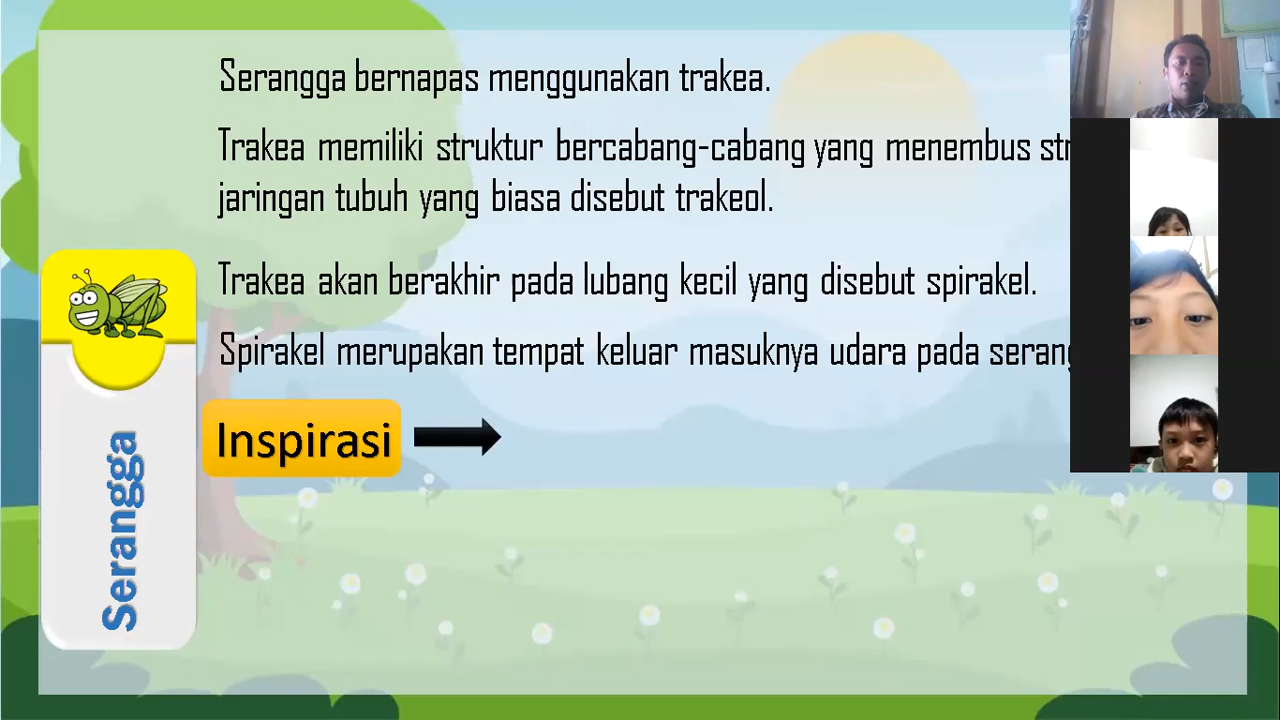 Serangga bernapas menggunakan trakea.
Trakea memiliki struktur bercabang-cabang yang menembus
jaringan tubuh yang biasa disebut trakeol.
Trakea akan berakhir pada lubang kecil yang disebut spirakel.
Spirakel merupakan tempat keluar masuknya udara pada
Inspirasi
Serangga